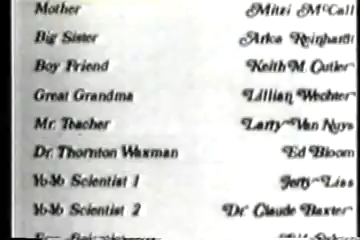 Mother Mitzi McCall
Big Sister Arlca Reinhardt
Boy Friend Keith M. Cutler
Great Grandma Lillian Wechter
Mr. Teacher Larry Van Nuys
Dr. Thornton Waxman Ed Bloom
Yo-Yo Scientist 1 Jerry Liss
Yo-Yo Scientist 2 Dr. Claude Baxter